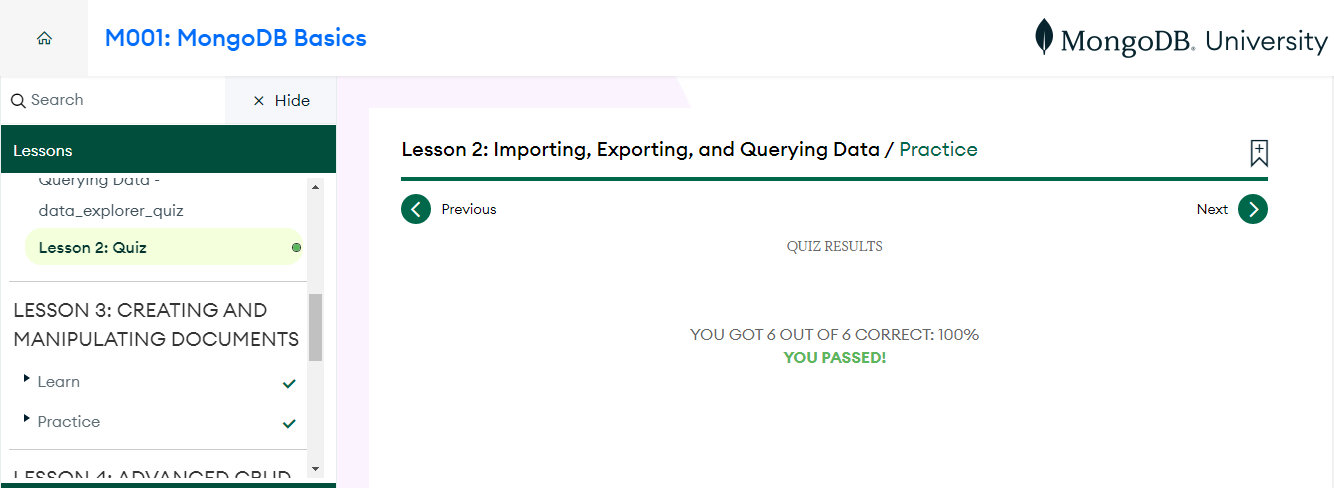 M001: MongoDB Basics
MongoDB. University
Search
Hide
Lessons
Querying Data -
data_explorer_quiz
Lesson 2: Quiz
LESSON 3: CREATING AND
MANIPULATING DOCUMENTS
Learn
Practice
LESSON 4: ADVANCED CRUD
Lesson 2: Importing, Exporting, and Querying Data / Practice
Previous
Next
QUIZ RESULTS
YOU GOT 6 OUT OF 6 CORRECT: 100%
YOU PASSED!